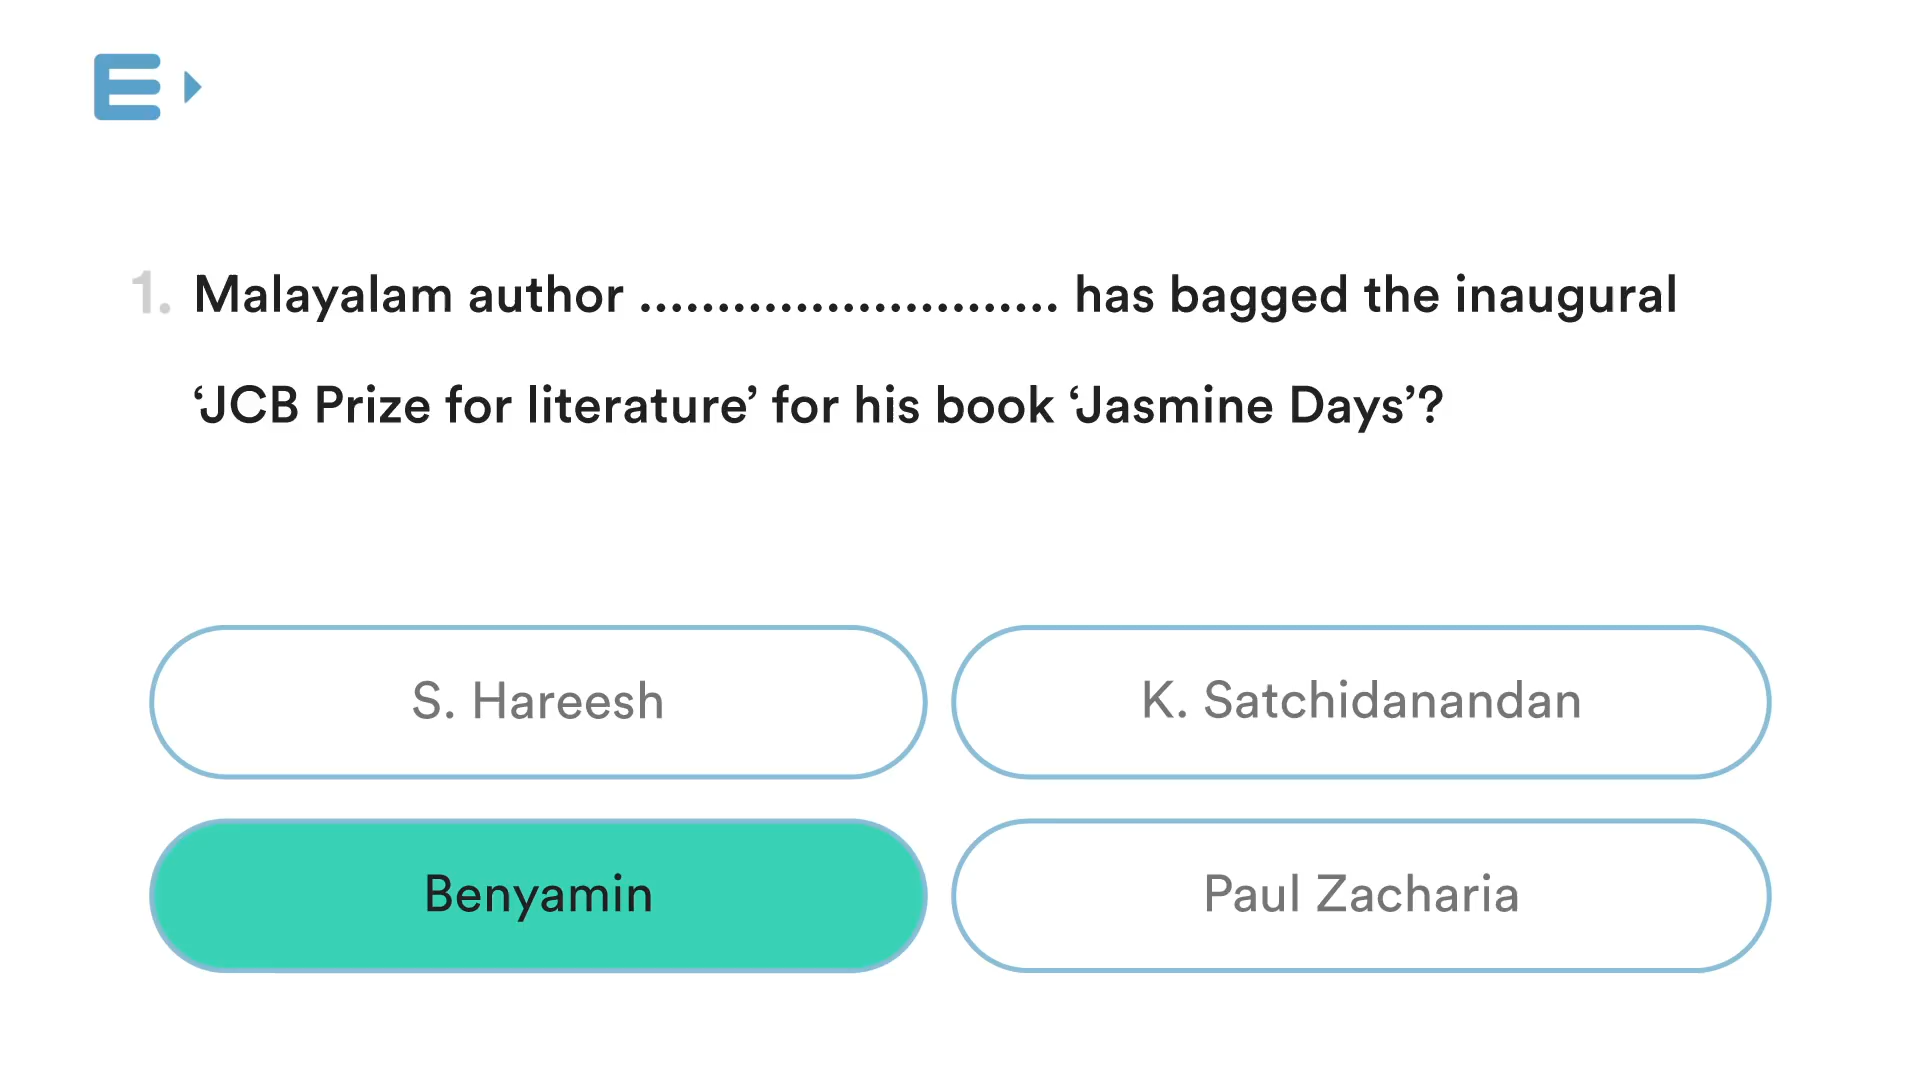 E
1. Malayalam author ........................... has bagged the inaugural
‘JCB Prize for literature’ for his book ‘Jasmine Days’?
S. Hareesh
K. Satchidanandan
Benyamin
Paul Zacharia